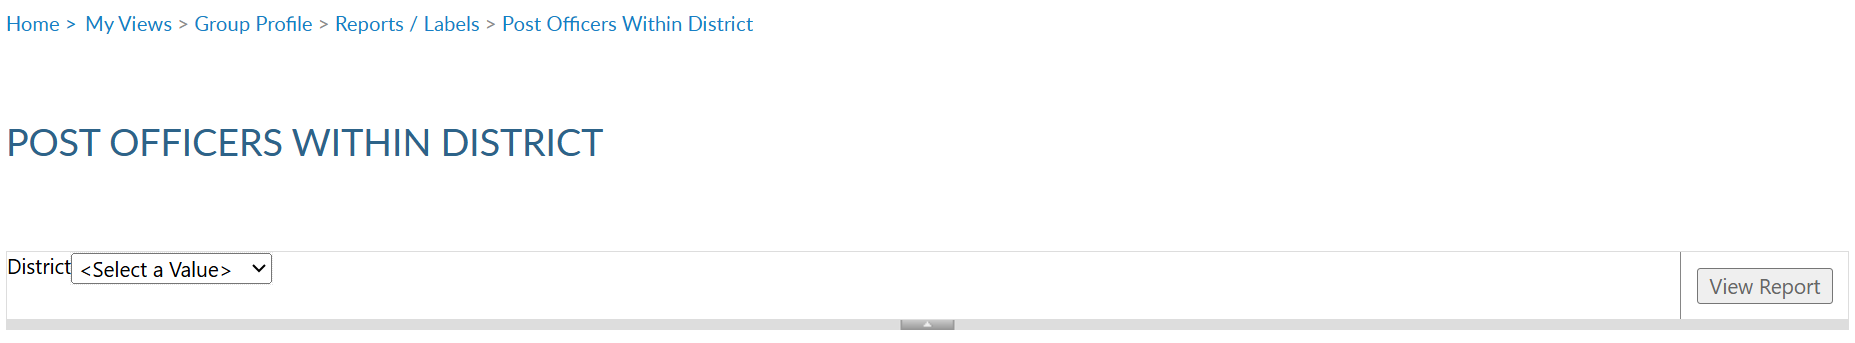 Home > My Views > Group Profile > Reports / Labels > Post Officers Within District
POST OFFICERS WITHIN DISTRICT
District <Select a Value>
View Report